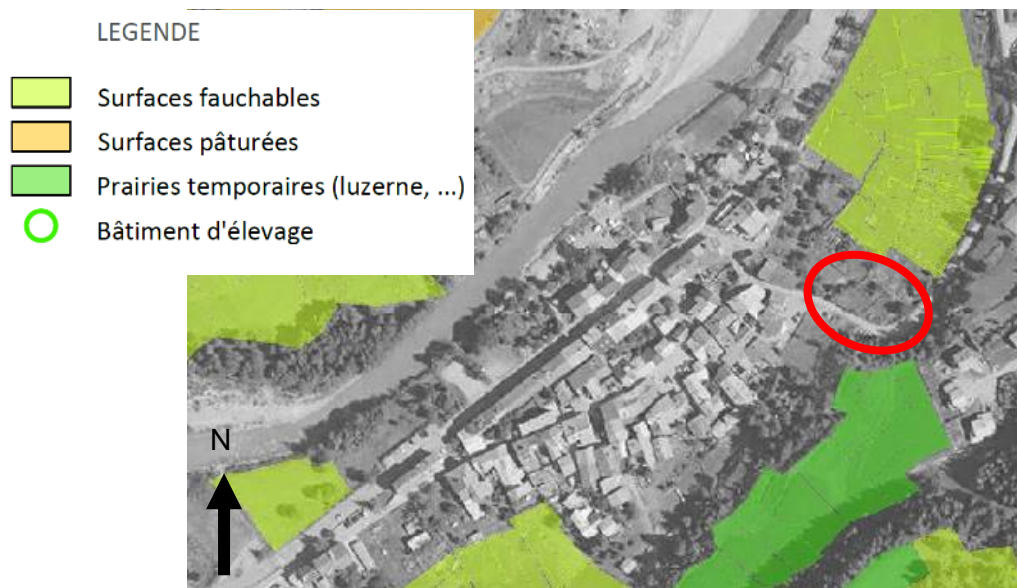 LEGENDE
Surfaces fauchables
Surfaces pâturées
Prairies temporaires (luzerne, ...)
Bâtiment d'élevage
N